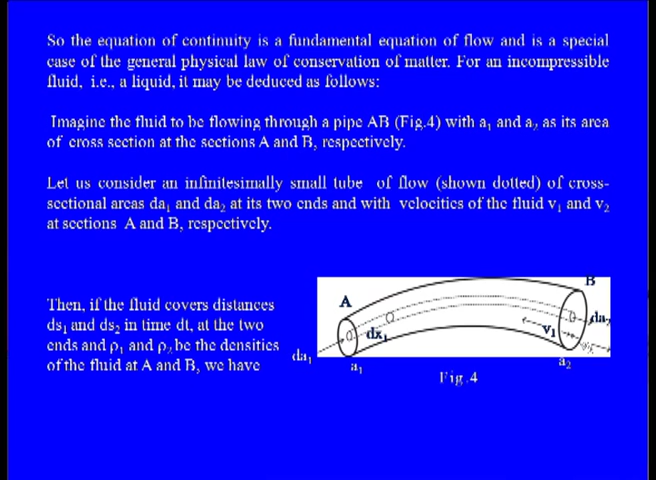 So the equation of continuity is a fundamental equation of flow and is a special
case of the general physical law of conservation of matter. For an incompressible
fluid, i.e., a liquid, it may be deduced as follows:
Imagine the fluid to be flowing through a pipe AB (Fig.4) with a₁ and a₂ as its area
of cross section at the sections A and B, respectively.
Let us consider an infinitesimally small tube of flow (shown dotted) of cross-
sectional areas da₁ and da₂ at its two ends and with velocities of the fluid v₁ and v₂
at sections A and B, respectively.
Then, if the fluid covers distances
ds₁ and ds₂ in time dt, at the two
ends and ρ₁ and ρ₂ be the densities
of the fluid at A and B, we have
A
B
dx₁
v₁
da₂
da₁
a₁
a₂
Fig.4